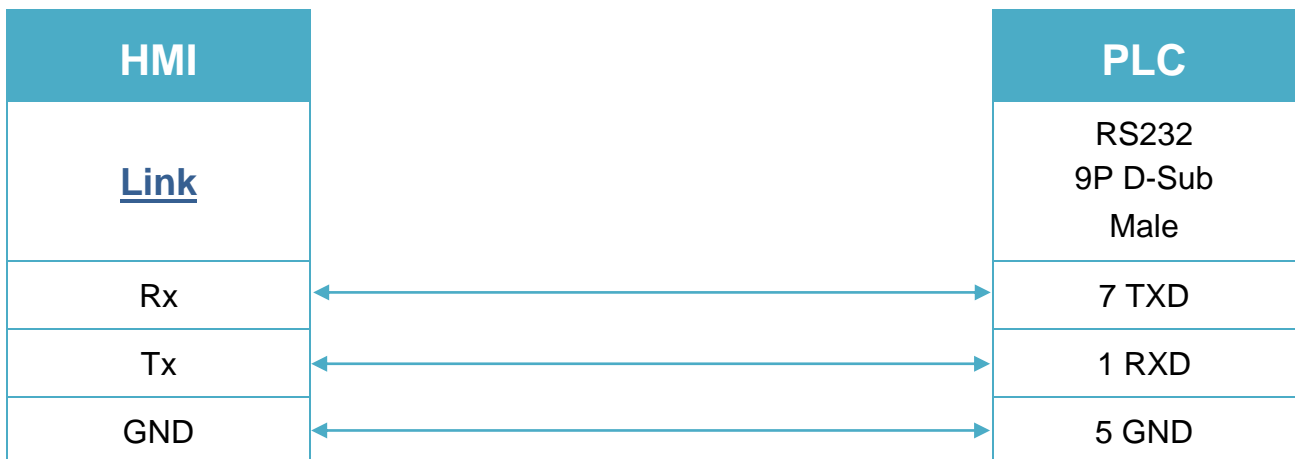 HMI
PLC
Link
RS232
9P D-Sub
Male
Rx
7 TXD
Tx
1 RXD
GND
5 GND